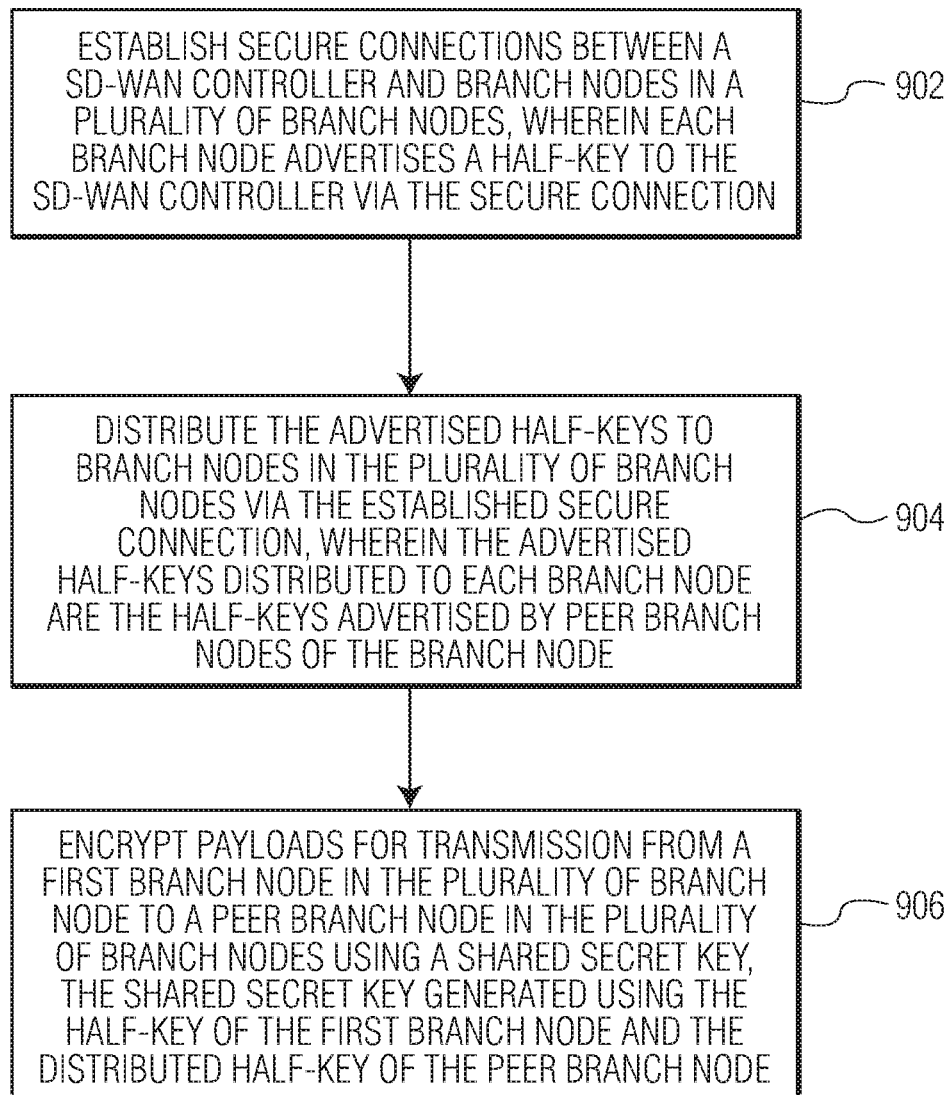 ESTABLISH SECURE CONNECTIONS BETWEEN A
SD-WAN CONTROLLER AND BRANCH NODES IN A
PLURALITY OF BRANCH NODES, WHEREIN EACH
BRANCH NODE ADVERTISES A HALF-KEY TO THE
SD-WAN CONTROLLER VIA THE SECURE CONNECTION
902
DISTRIBUTE THE ADVERTISED HALF-KEYS TO
BRANCH NODES IN THE PLURALITY OF BRANCH
NODES VIA THE ESTABLISHED SECURE
CONNECTION, WHEREIN THE ADVERTISED
HALF-KEYS DISTRIBUTED TO EACH BRANCH NODE
ARE THE HALF-KEYS ADVERTISED BY PEER BRANCH
NODES OF THE BRANCH NODE
904
ENCRYPT PAYLOADS FOR TRANSMISSION FROM A
FIRST BRANCH NODE IN THE PLURALITY OF BRANCH
NODE TO A PEER BRANCH NODE IN THE PLURALITY
OF BRANCH NODES USING A SHARED SECRET KEY,
THE SHARED SECRET KEY GENERATED USING THE
HALF-KEY OF THE FIRST BRANCH NODE AND THE
DISTRIBUTED HALF-KEY OF THE PEER BRANCH NODE
906